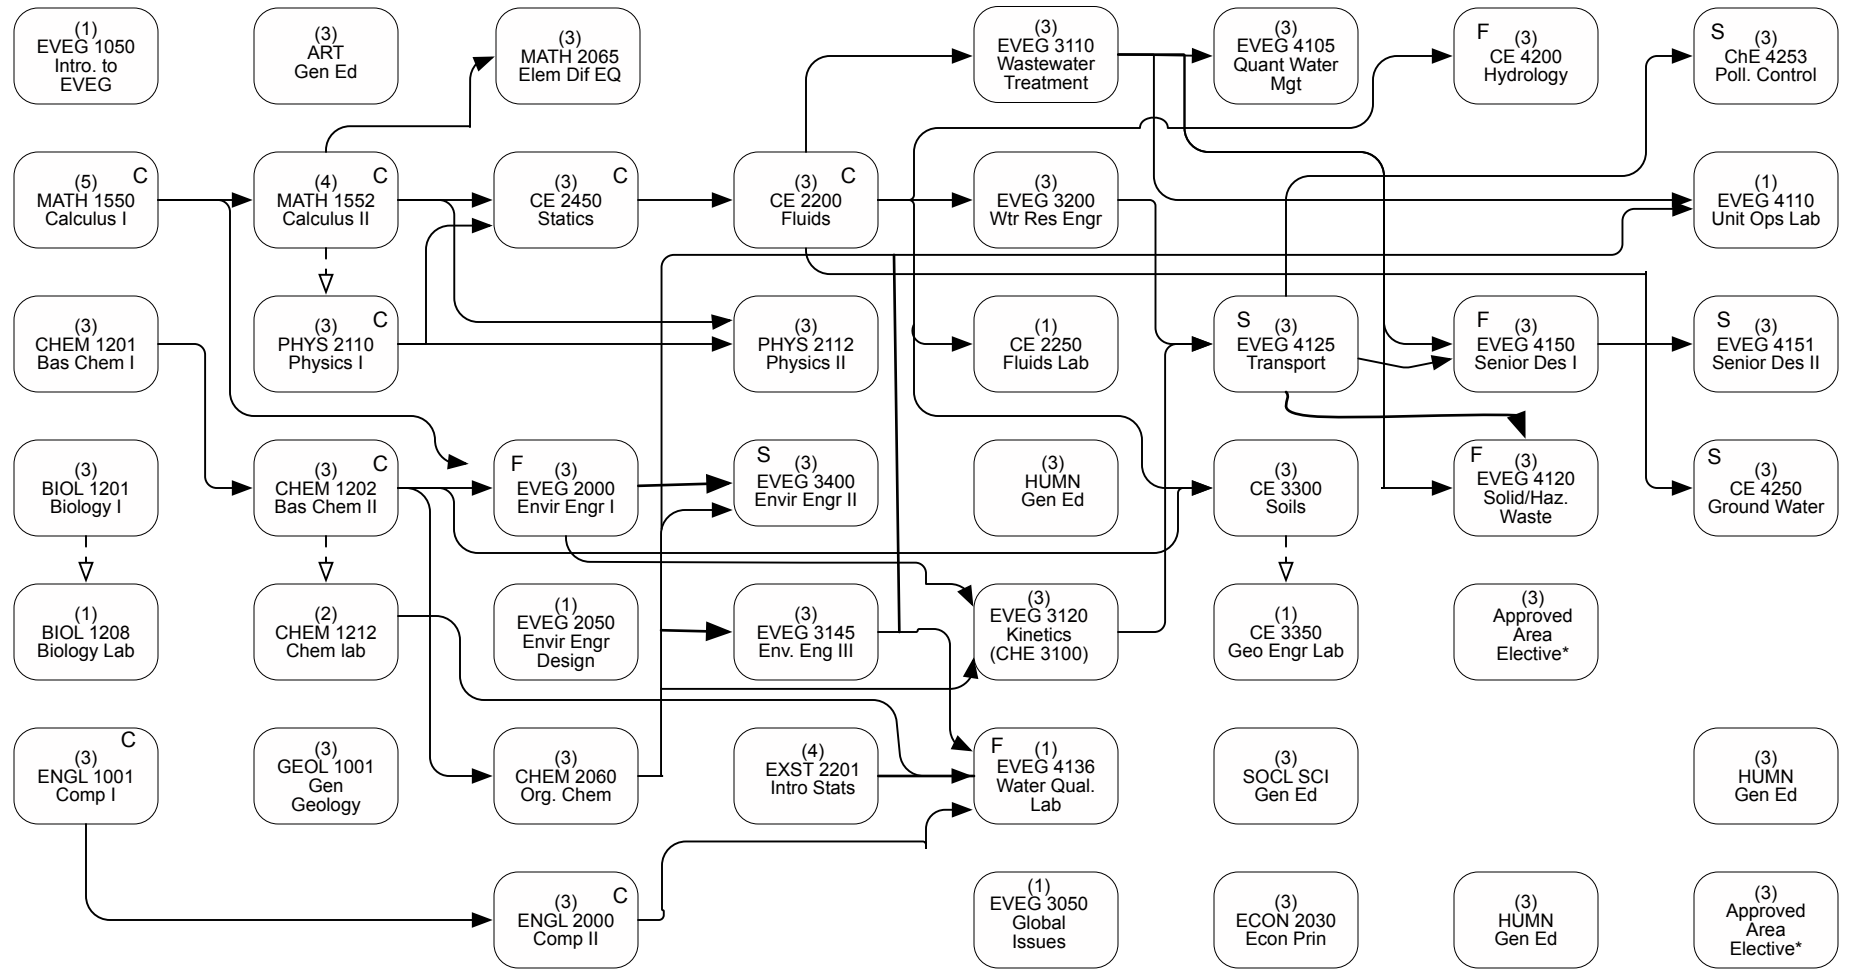 (1)
EVEG 1050
Intro. to
EVEG
(3)
ART
Gen Ed
(3)
MATH 2065
Elem Dif EQ
(3)
EVEG 3110
Wastewater
Treatment
(3)
EVEG 4105
Quant Water
Mgt
F (3)
CE 4200
Hydrology
S (3)
ChE 4253
Poll. Control
(5) C
MATH 1550
Calculus I
(4) C
MATH 1552
Calculus II
(3) C
CE 2450
Statics
(3) C
CE 2200
Fluids
(3)
EVEG 3200
Wtr Res Engr
(1)
EVEG 4110
Unit Ops Lab
(3)
CHEM 1201
Bas Chem I
(3) C
PHYS 2110
Physics I
(3)
PHYS 2112
Physics II
(1)
CE 2250
Fluids Lab
S (3)
EVEG 4125
Transport
F (3)
EVEG 4150
Senior Des I
S (3)
EVEG 4151
Senior Des II
(3)
BIOL 1201
Biology I
(3) C
CHEM 1202
Bas Chem II
F (3)
EVEG 2000
Envir Engr I
S (3)
EVEG 3400
Envir Engr II
(3)
HUMN
Gen Ed
(3)
CE 3300
Soils
F (3)
EVEG 4120
Solid/Haz.
Waste
S (3)
CE 4250
Ground Water
(1)
BIOL 1208
Biology Lab
(2)
CHEM 1212
Chem lab
(1)
EVEG 2050
Envir Engr
Design
(3)
EVEG 3145
Env. Eng III
(3)
EVEG 3120
Kinetics
(CHE 3100)
(1)
CE 3350
Geo Engr Lab
(3)
Approved
Area
Elective*
C
(3)
ENGL 1001
Comp I
(3)
GEOL 1001
Gen
Geology
(3)
CHEM 2060
Org. Chem
(4)
EXST 2201
Intro Stats
F (1)
EVEG 4136
Water Qual.
Lab
(3)
SOCL SCI
Gen Ed
(3)
HUMN
Gen Ed
(3) C
ENGL 2000
Comp II
(1)
EVEG 3050
Global
Issues
(3)
ECON 2030
Econ Prin
(3)
HUMN
Gen Ed
(3)
Approved
Area
Elective*